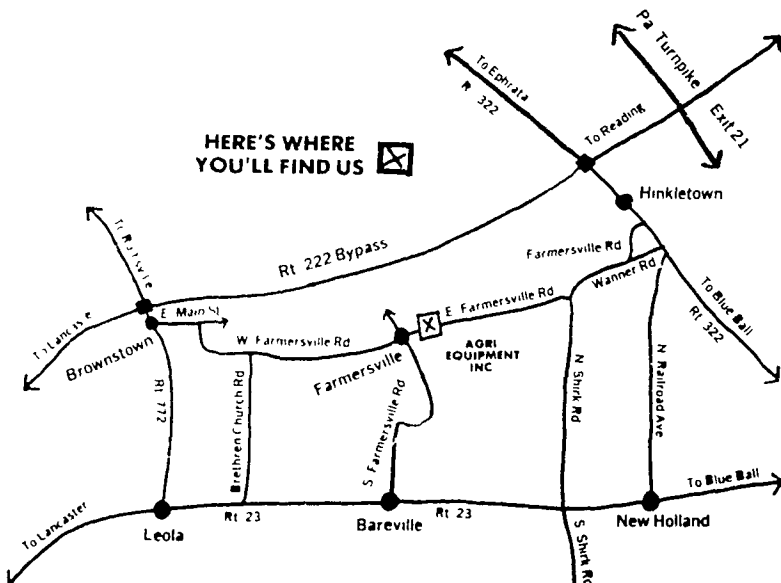 Pa Turnpike
Exit 21
To Ephrata
R 322
To Reading
HERE'S WHERE
YOU'LL FIND US
Hinkletown
Rt 222 Bypass
Farmersville Rd
Wanner Rd
To Blue Ball
Rt 322
E Main St
E Farmersville Rd
To Lancaster
Brownstown
W Farmersville Rd
Farmersville
AGRI
EQUIPMENT
INC
Rt 772
Brethren Church Rd
S Farmersville Rd
N Shirk Rd
N Railroad Ave
To Blue Ball
To Lancaster
Leola
Rt 23
Bareville
Rt 23
New Holland
S Shirk Rd